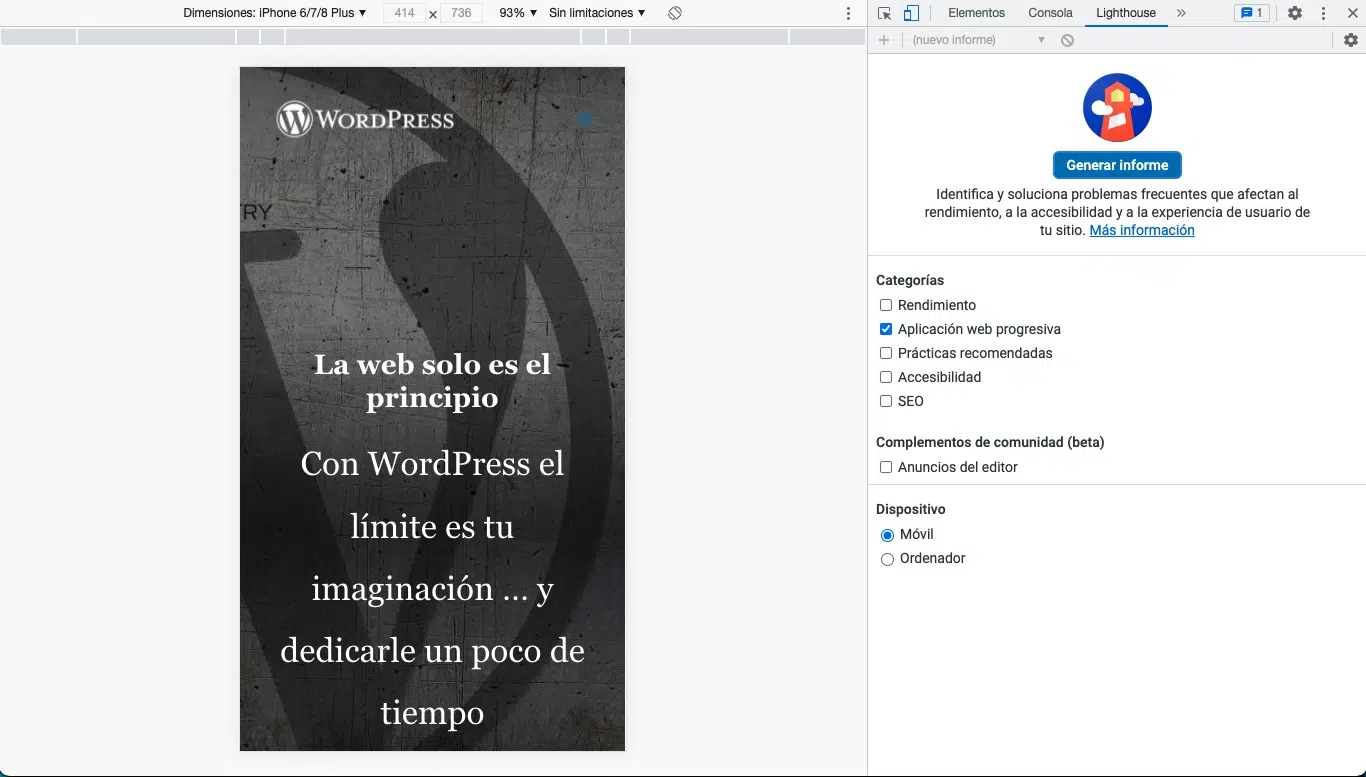 Dimensiones: iPhone 6/7/8 Plus ▼ 414 x 736 93% ▼ Sin limitaciones ▼
Elementos Consola Lighthouse » 1
(nuevo informe) ▼
WORDPRESS
TRY
La web solo es el
principio
Con WordPress el
límite es tu
imaginación ... y
dedicarle un poco de
tiempo
Generar informe
Identifica y soluciona problemas frecuentes que afectan al
rendimiento, a la accesibilidad y a la experiencia de usuario de
tu sitio. Más información
Categorías
Rendimiento
Aplicación web progresiva
Prácticas recomendadas
Accesibilidad
SEO
Complementos de comunidad (beta)
Anuncios del editor
Dispositivo
Móvil
Ordenador